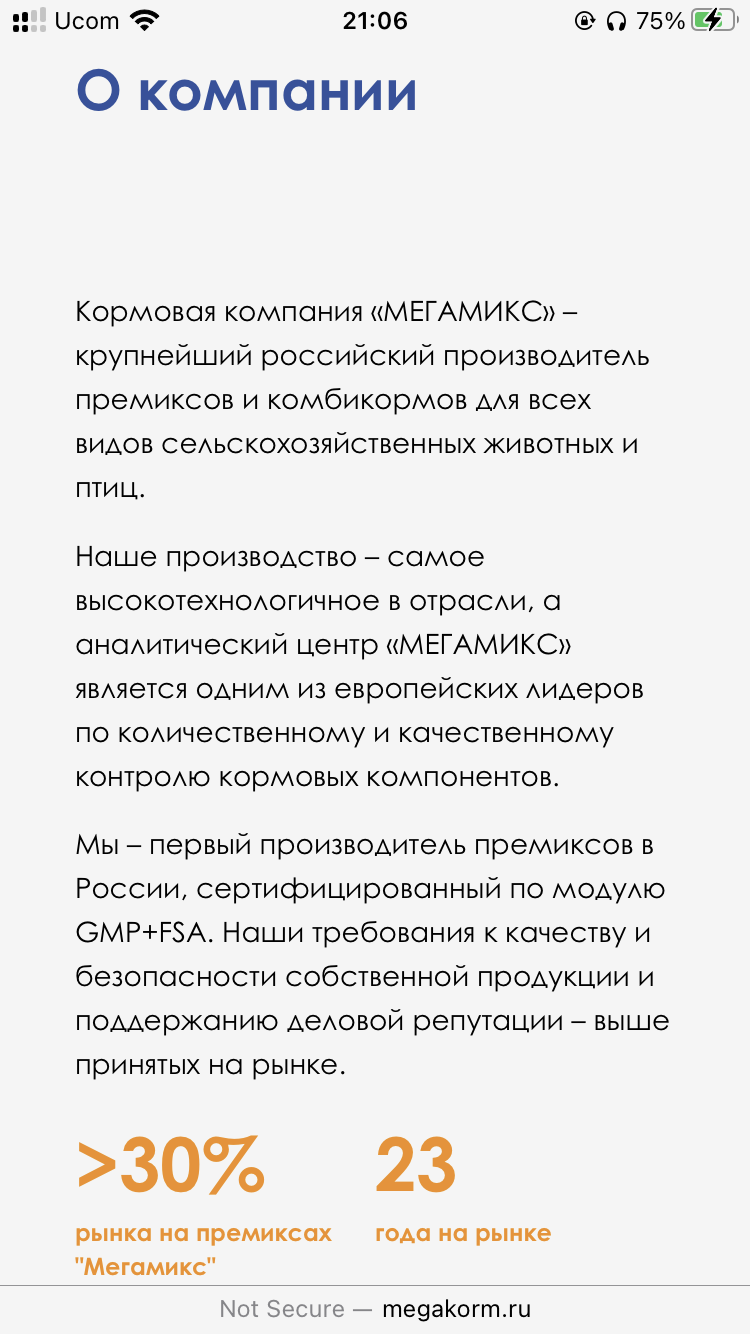 Ucom 21:06 75%
О компании
Кормовая компания «МЕГАМИКС» –
крупнейший российский производитель
премиксов и комбикормов для всех
видов сельскохозяйственных животных и
птиц.
Наше производство – самое
высокотехнологичное в отрасли, а
аналитический центр «МЕГАМИКС»
является одним из европейских лидеров
по количественному и качественному
контролю кормовых компонентов.
Мы – первый производитель премиксов в
России, сертифицированный по модулю
GMP+FSA. Наши требования к качеству и
безопасности собственной продукции и
поддержанию деловой репутации – выше
принятых на рынке.
>30% 23
рынка на премиксах года на рынке
"Мегамикс"
Not Secure — megakorm.ru